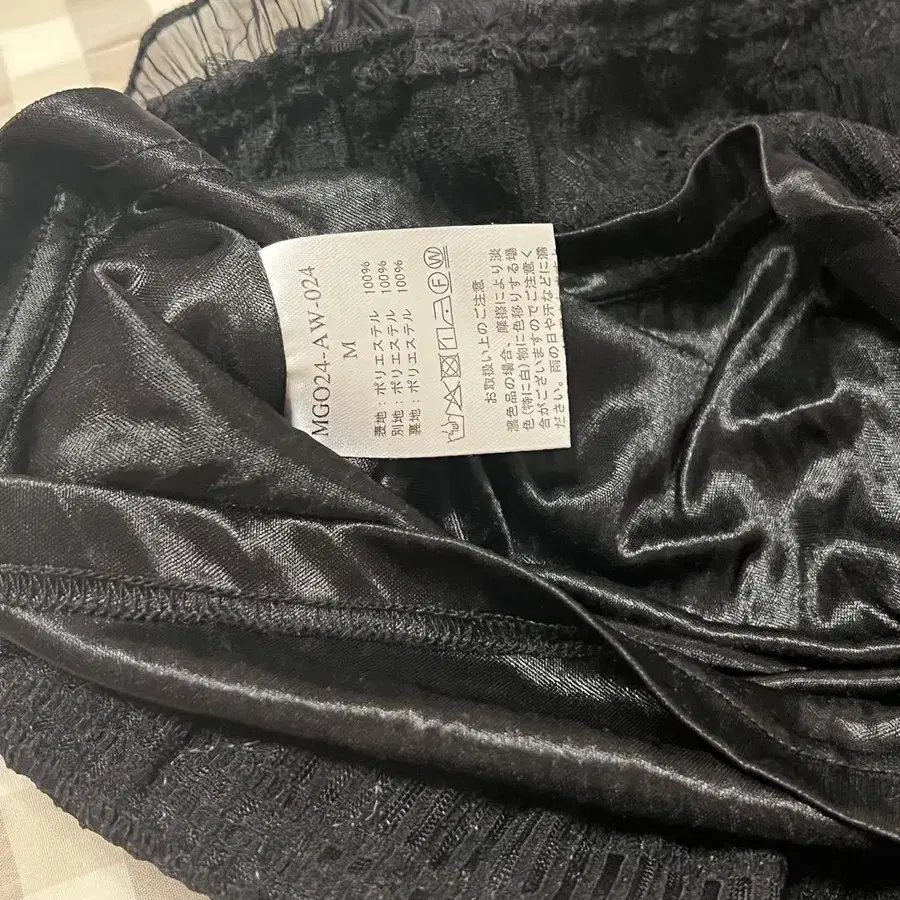 MGO24-AW-024
M
表地：ポリエステル 100%
別地：ポリエステル 100%
裏地：ポリエステル 100%
F W
お取扱い上のご注意
濃色品の場合、摩擦により淡
色(特に白)物に色移りする場
合がございますのでご注意く
ださい。雨の日や汗などに濡